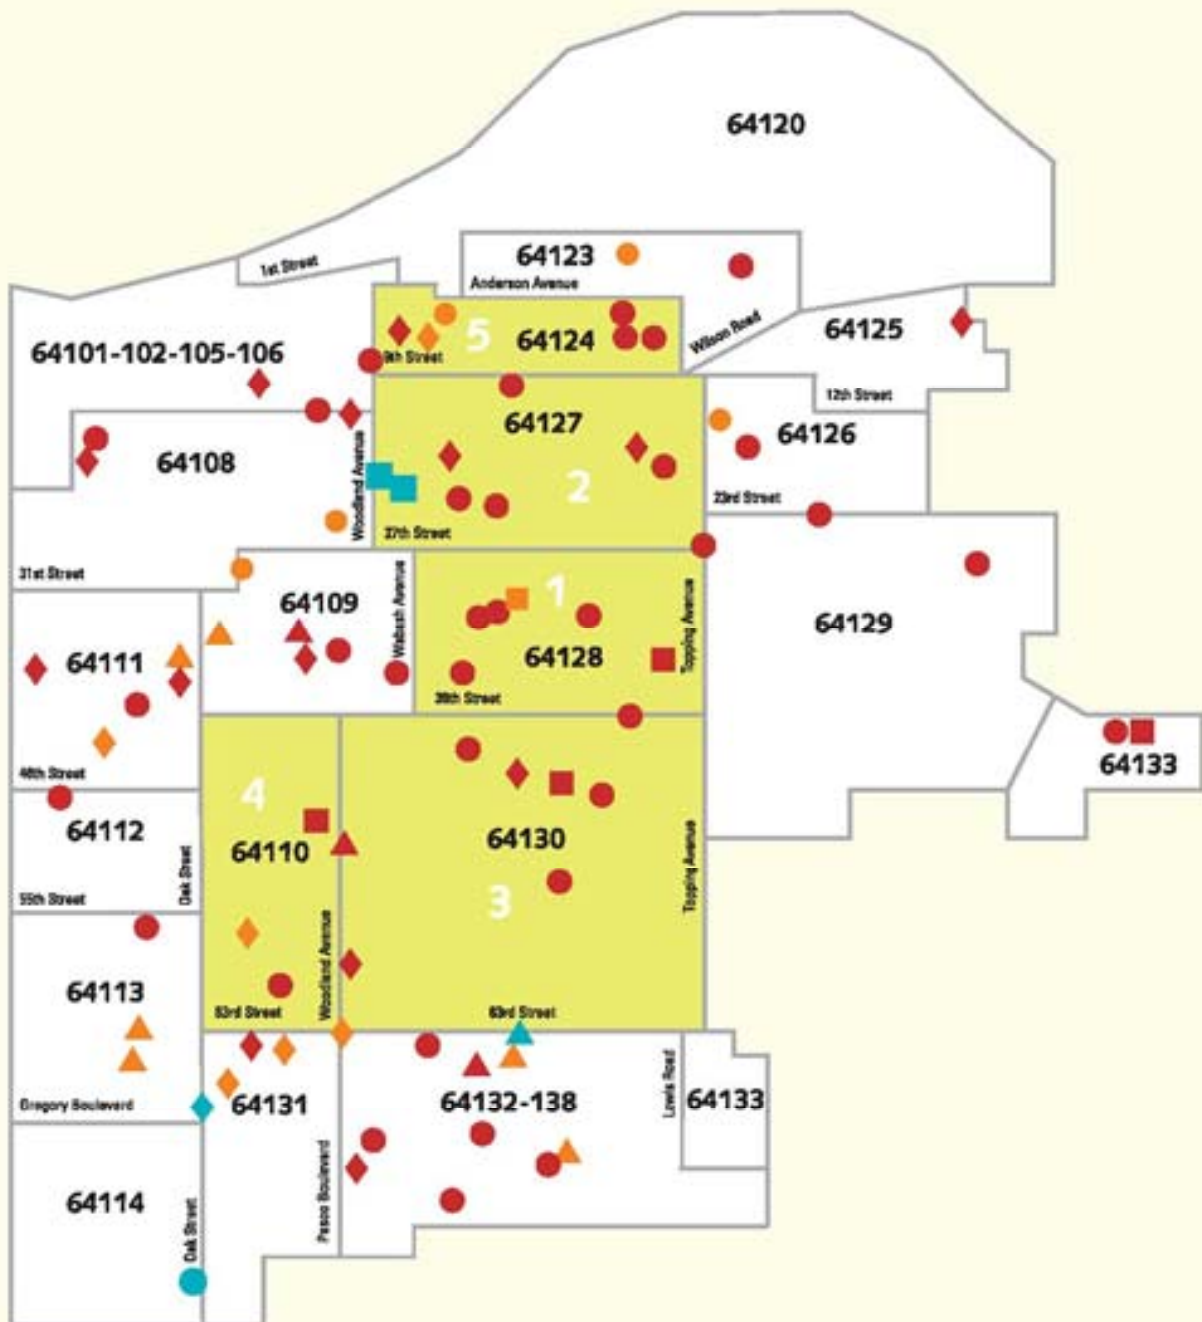 64120
64123
Anderson Avenue
1st Street
64125
5
64124
Wilson Road
64101-102-105-106
9th Street
12th Street
64127
64126
64108
Woodland Avenue
2
23rd Street
27th Street
31st Street
1
64109
Wabash Avenue
Topping Avenue
64129
64111
64128
39th Street
64133
48th Street
4
64112
64130
64110
Oak Street
Topping Avenue
55th Street
3
Woodland Avenue
64113
63rd Street
63rd Street
Lewis Road
64133
Gregory Boulevard
64131
64132-138
64114
Oak Street
Paseo Boulevard